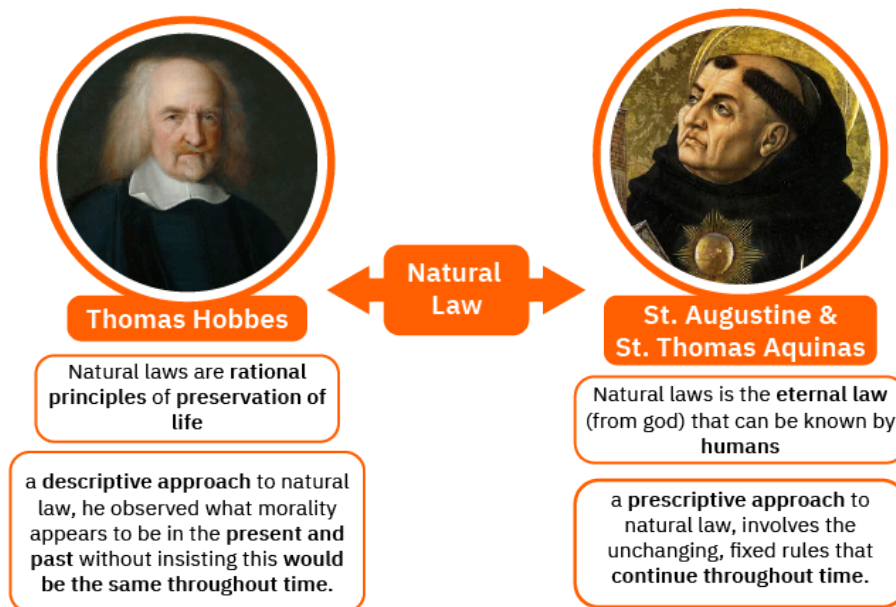 Natural
Law
Thomas Hobbes
Natural laws are rational
principles of preservation of
life
a descriptive approach to natural
law, he observed what morality
appears to be in the present and
past without insisting this would
be the same throughout time.
St. Augustine &
St. Thomas Aquinas
Natural laws is the eternal law
(from god) that can be known by
humans
a prescriptive approach to
natural law, involves the
unchanging, fixed rules that
continue throughout time.